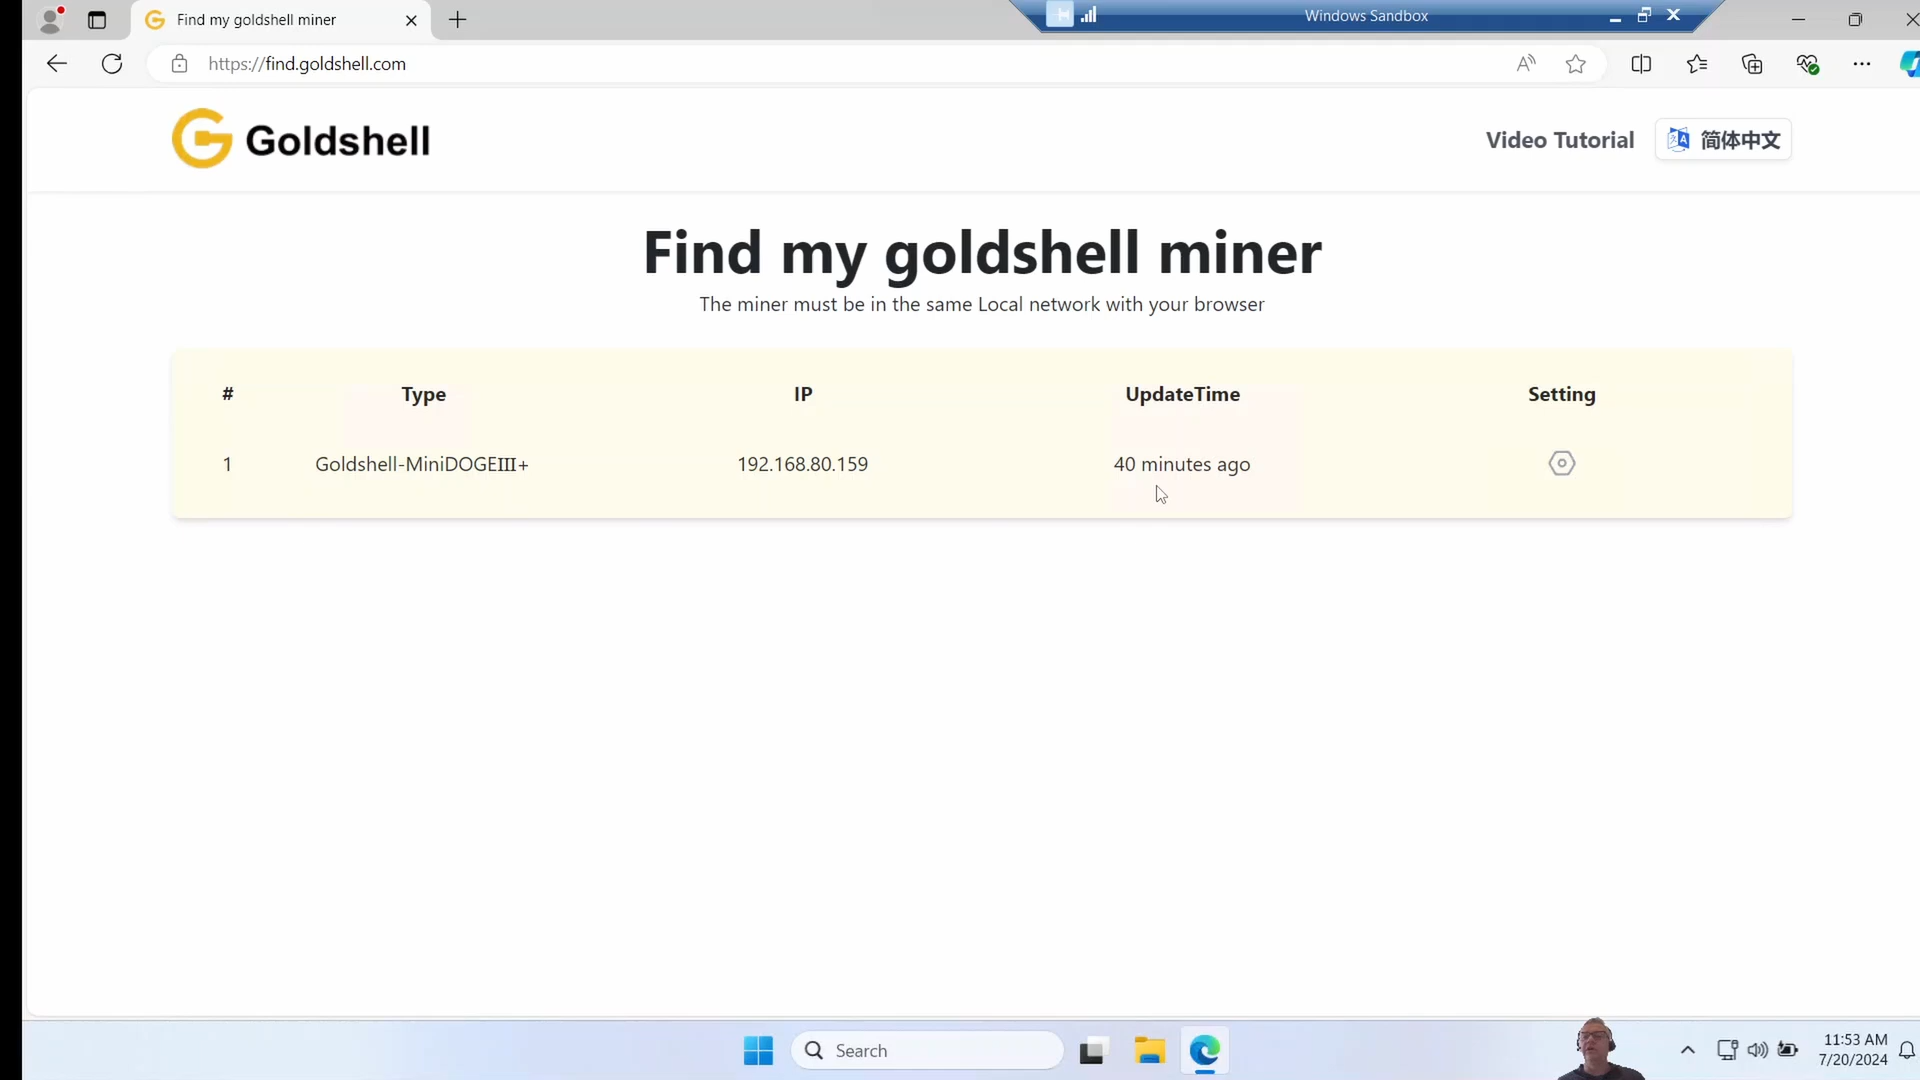 Find my goldshell miner
Windows Sandbox
https://find.goldshell.com
Goldshell
Video Tutorial
简体中文
Find my goldshell miner
The miner must be in the same Local network with your browser
# Type IP UpdateTime Setting
1 Goldshell-MiniDOGEIII+ 192.168.80.159 40 minutes ago
Search
11:53 AM
7/20/2024